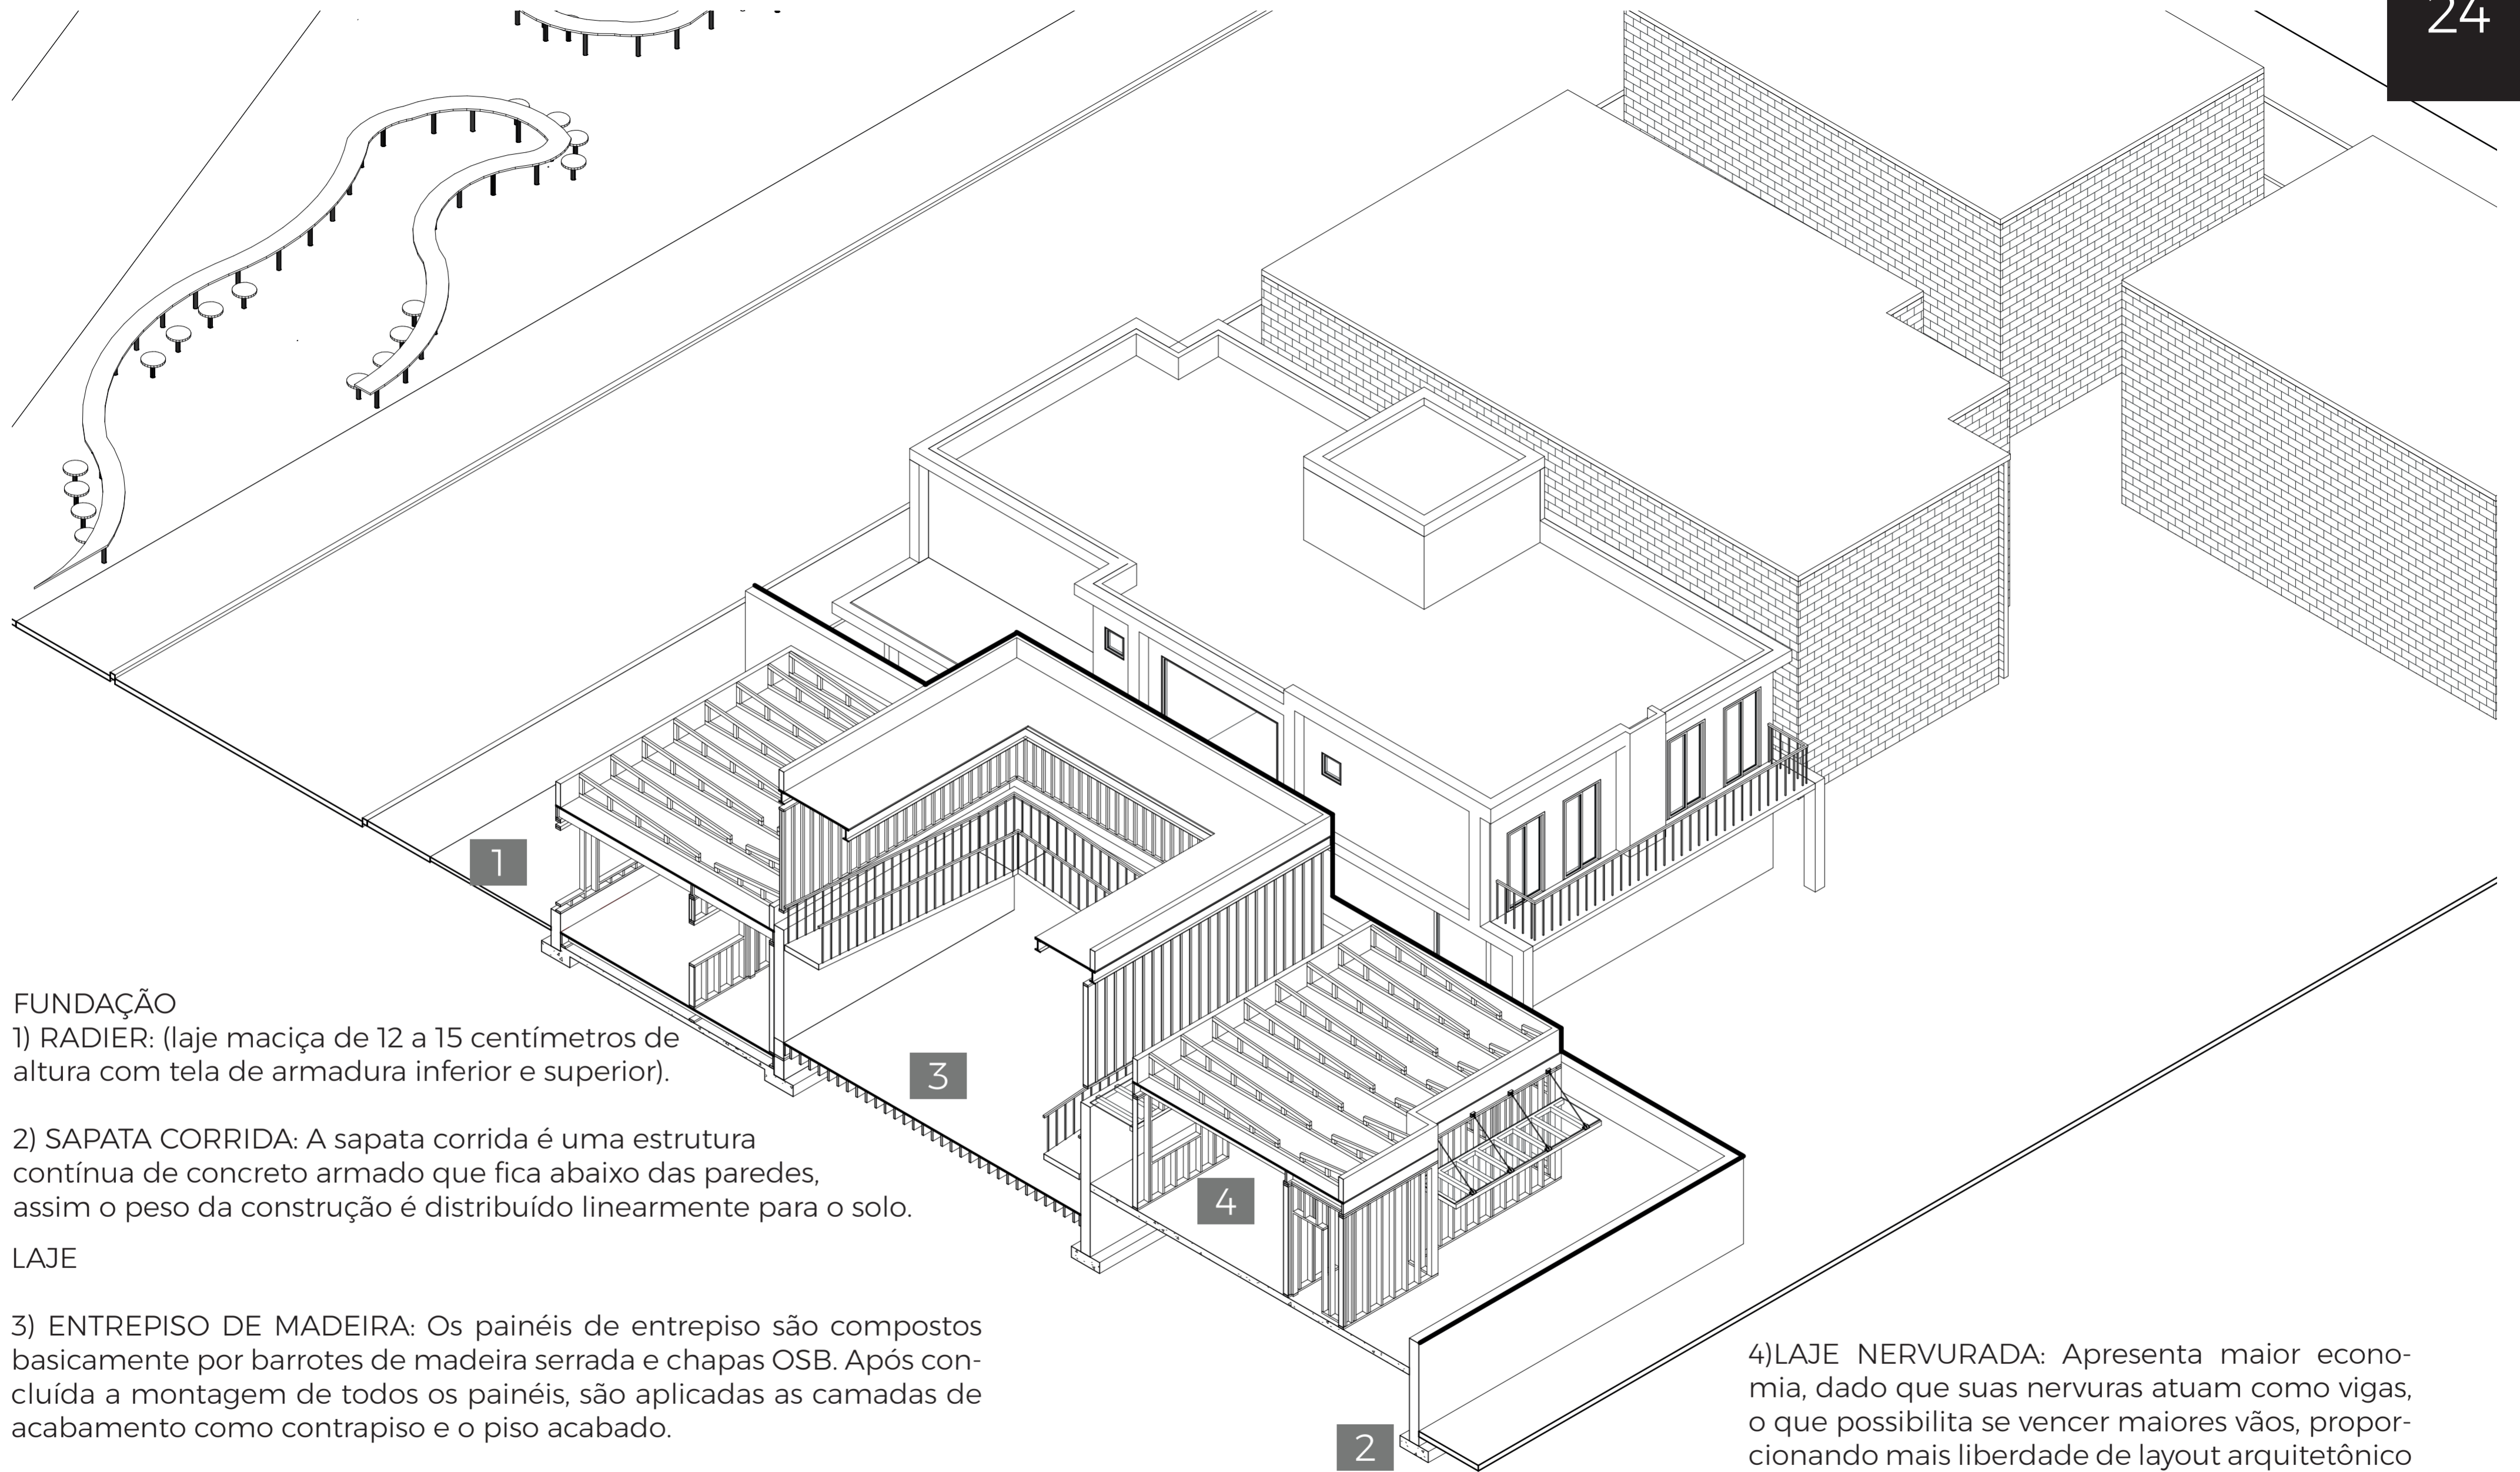 24
1
3
4
FUNDAÇÃO
1) RADIER: (laje maciça de 12 a 15 centímetros de
altura com tela de armadura inferior e superior).
2) SAPATA CORRIDA: A sapata corrida é uma estrutura
contínua de concreto armado que fica abaixo das paredes,
assim o peso da construção é distribuído linearmente para o solo.
LAJE
3) ENTREPISO DE MADEIRA: Os painéis de entrepiso são compostos
basicamente por barrotes de madeira serrada e chapas OSB. Após con-
cluída a montagem de todos os painéis, são aplicadas as camadas de
acabamento como contrapiso e o piso acabado.
2
4)LAJE NERVURADA: Apresenta maior econo-
mia, dado que suas nervuras atuam como vigas,
o que possibilita se vencer maiores vãos, propor-
cionando mais liberdade de layout arquitetônico